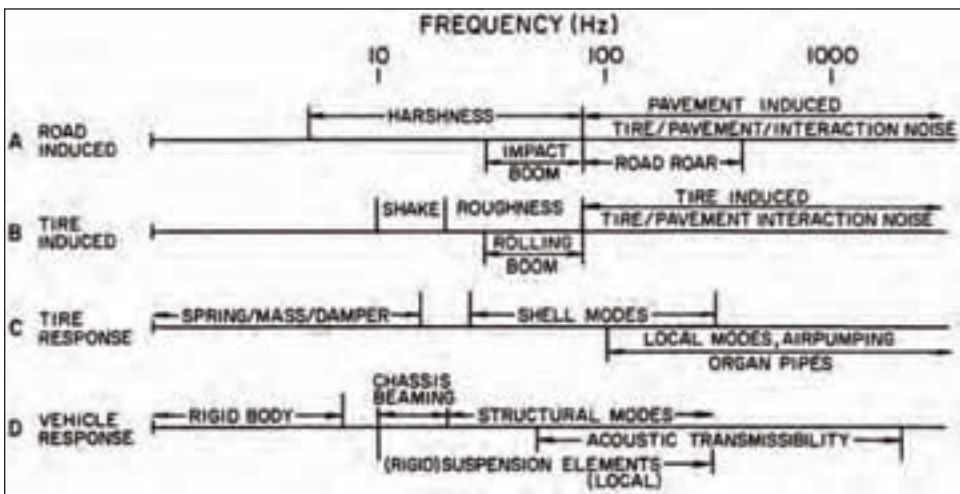 FREQUENCY (Hz)
10 100 1000
A ROAD INDUCED
HARSHNESS
PAVEMENT INDUCED
TIRE/PAVEMENT/INTERACTION NOISE
IMPACT BOOM
ROAD ROAR
B TIRE INDUCED
SHAKE ROUGHNESS
TIRE INDUCED
TIRE/PAVEMENT INTERACTION NOISE
ROLLING BOOM
C TIRE RESPONSE
SPRING/MASS/DAMPER
SHELL MODES
LOCAL MODES, AIRPUMPING
ORGAN PIPES
D VEHICLE RESPONSE
RIGID BODY
CHASSIS
BEAMING
STRUCTURAL MODES
ACOUSTIC TRANSMISSIBILITY
(RIGID) SUSPENSION ELEMENTS
(LOCAL)